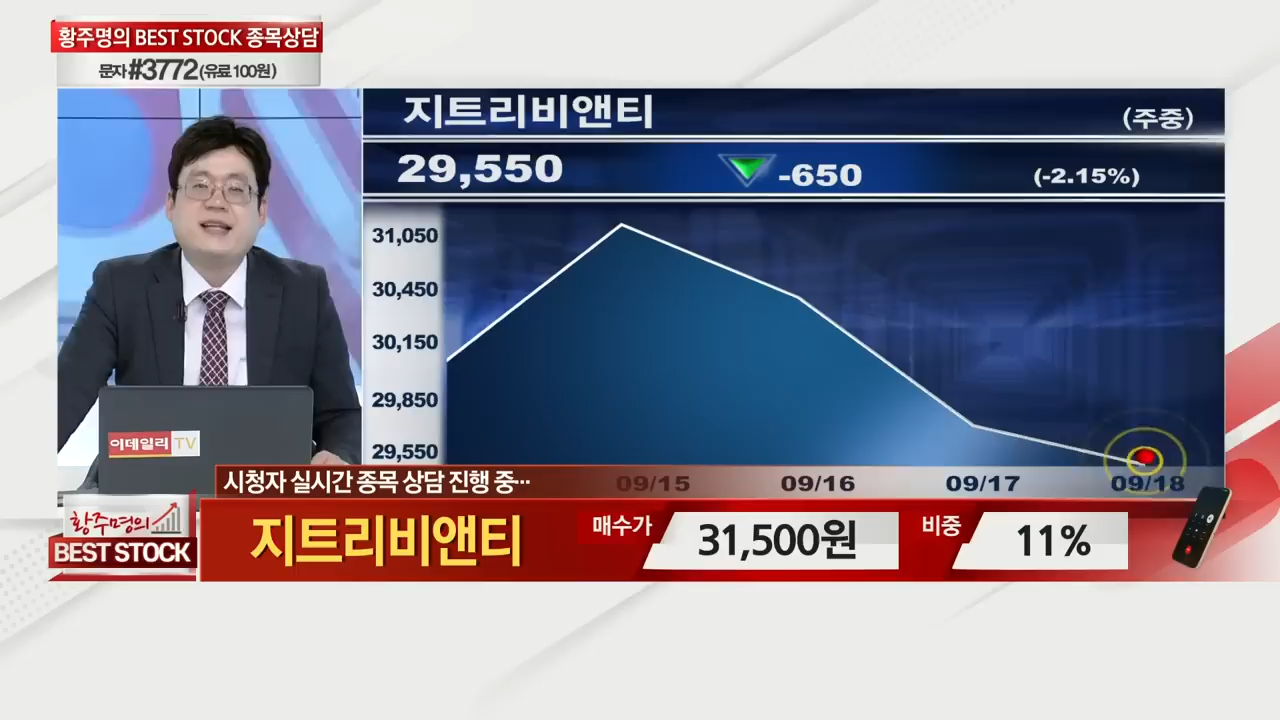 황주명의 BEST STOCK 종목상담
문자 #3772 (유료 100원)
지트리비앤티
(주중)
29,550
-650
(-2.15%)
31,050
30,450
30,150
29,850
29,550
09/15
09/16
09/17
09/18
이데일리 TV
시청자 실시간 종목 상담 진행 중…
황주명의
BEST STOCK
지트리비앤티
매수가
31,500원
비중
11%